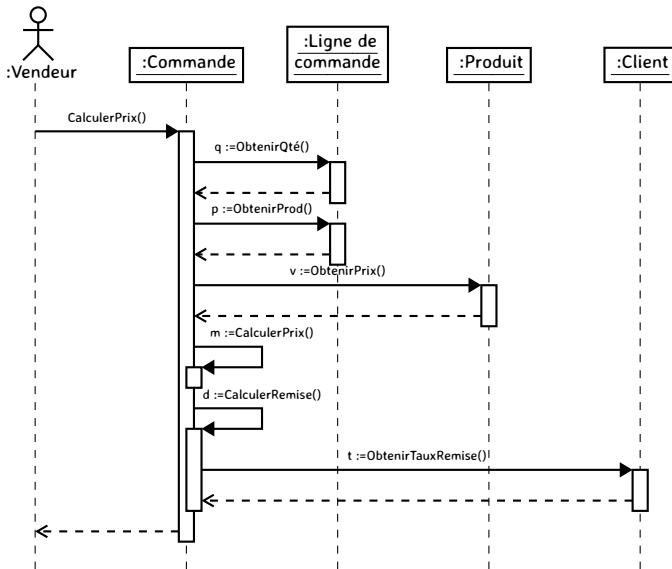 :Vendeur
:Commande
:Ligne de
commande
:Produit
:Client
CalculerPrix()
q :=ObtenirQté()
p :=ObtenirProd()
v :=ObtenirPrix()
m :=CalculerPrix()
d :=CalculerRemise()
t :=ObtenirTauxRemise()